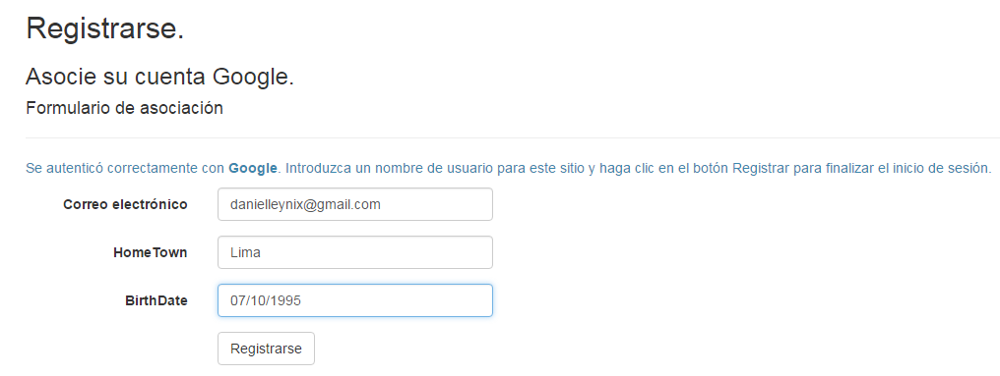 Registrarse.
Asocie su cuenta Google.
Formulario de asociación
Se autenticó correctamente con Google. Introduzca un nombre de usuario para este sitio y haga clic en el botón Registrar para finalizar el inicio de sesión.
Correo electrónico danielleynix@gmail.com
HomeTown Lima
BirthDate 07/10/1995
Registrarse